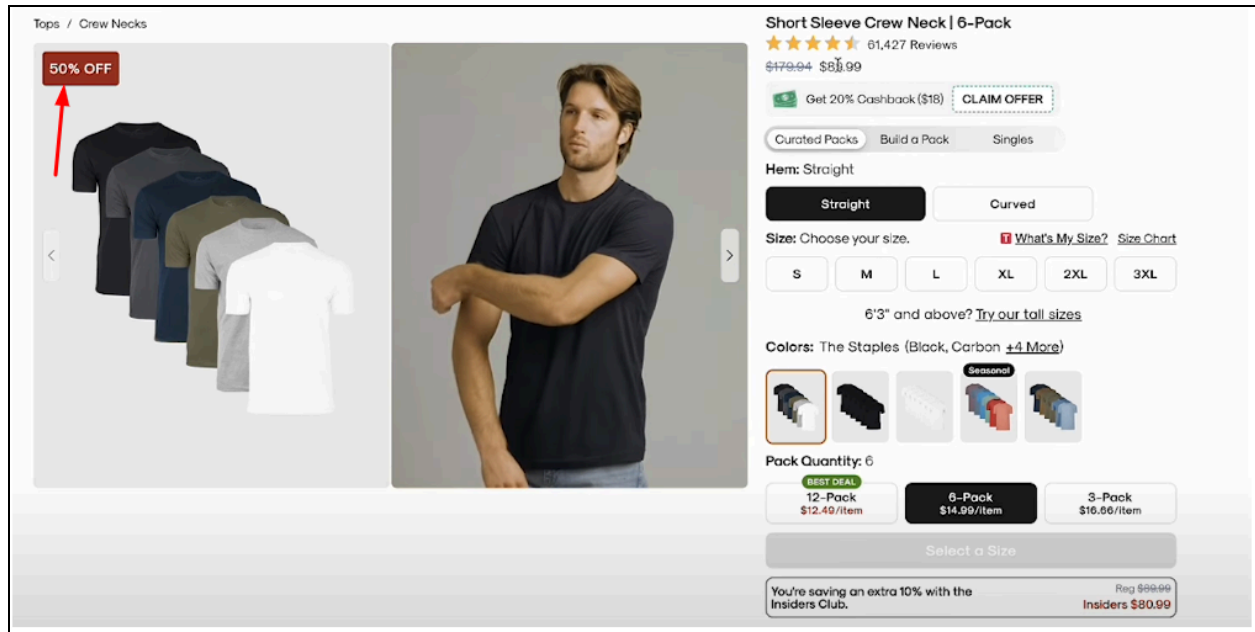 Tops / Crew Necks
50% OFF
Short Sleeve Crew Neck | 6-Pack
61,427 Reviews
$179.94 $89.99
Get 20% Cashback ($18) CLAIM OFFER
Curated Packs Build a Pack Singles
Hem: Straight
Straight Curved
Size: Choose your size. T What's My Size? Size Chart
S M L XL 2XL 3XL
6'3" and above? Try our tall sizes
Colors: The Staples (Black, Carbon +4 More)
Seasonal
Pack Quantity: 6
BEST DEAL
12-Pack 6-Pack 3-Pack
$12.49/item $14.99/item $16.66/item
Select a Size
You're saving an extra 10% with the Reg $89.99
Insiders Club. Insiders $80.99